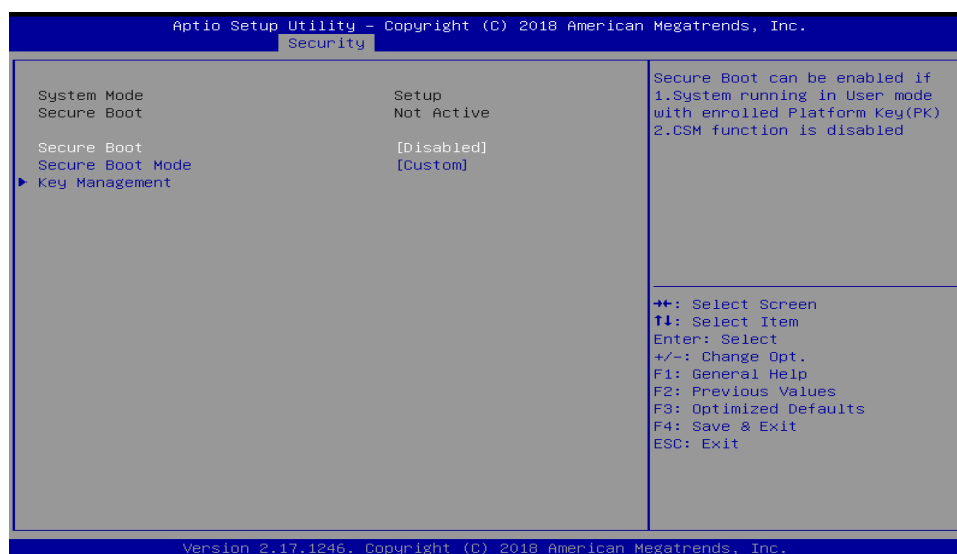 Aptio Setup Utility – Copyright (C) 2018 American Megatrends, Inc.
Security
System Mode Setup
Secure Boot Not Active
Secure Boot [Disabled]
Secure Boot Mode [Custom]
▶ Key Management
Secure Boot can be enabled if
1.System running in User mode
with enrolled Platform Key(PK)
2.CSM function is disabled
→←: Select Screen
↑↓: Select Item
Enter: Select
+/-: Change Opt.
F1: General Help
F2: Previous Values
F3: Optimized Defaults
F4: Save & Exit
ESC: Exit
Version 2.17.1246. Copyright (C) 2018 American Megatrends, Inc.